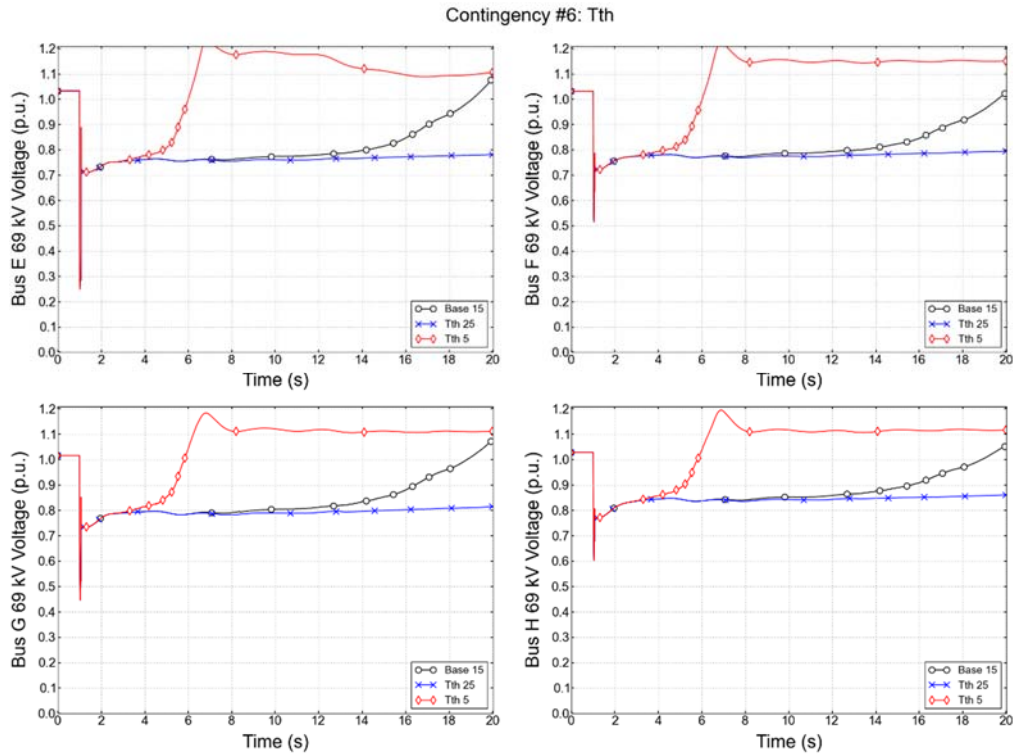 Contingency #6: Tth
Bus E 69 kV Voltage (p.u.)
1.2
1.1
1.0
0.9
0.8
0.7
0.6
0.5
0.4
0.3
0.2
0.1
0.0
0 2 4 6 8 10 12 14 16 18 20
Time (s)
Base 15
Tth 25
Tth 5
Bus F 69 kV Voltage (p.u.)
1.2
1.1
1.0
0.9
0.8
0.7
0.6
0.5
0.4
0.3
0.2
0.1
0.0
0 2 4 6 8 10 12 14 16 18 20
Time (s)
Base 15
Tth 25
Tth 5
Bus G 69 kV Voltage (p.u.)
1.2
1.1
1.0
0.9
0.8
0.7
0.6
0.5
0.4
0.3
0.2
0.1
0.0
0 2 4 6 8 10 12 14 16 18 20
Time (s)
Base 15
Tth 25
Tth 5
Bus H 69 kV Voltage (p.u.)
1.2
1.1
1.0
0.9
0.8
0.7
0.6
0.5
0.4
0.3
0.2
0.1
0.0
0 2 4 6 8 10 12 14 16 18 20
Time (s)
Base 15
Tth 25
Tth 5